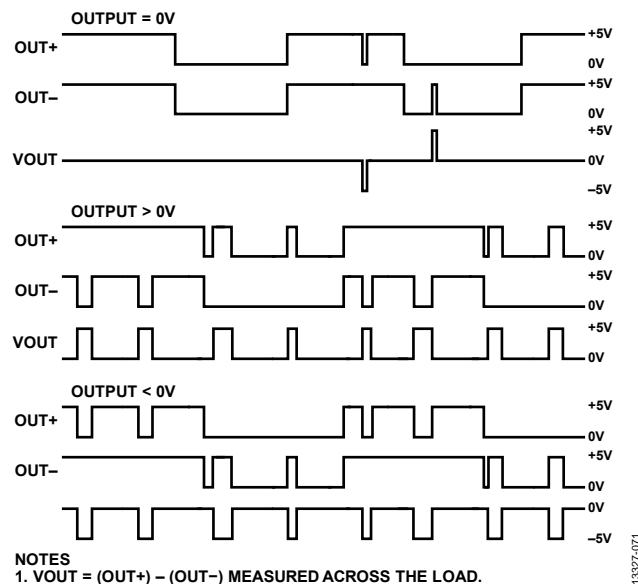 OUTPUT = 0V
OUT+
+5V
0V
OUT−
+5V
0V
VOUT
+5V
0V
−5V
OUTPUT > 0V
OUT+
+5V
0V
OUT−
+5V
0V
VOUT
+5V
0V
OUTPUT < 0V
OUT+
+5V
0V
OUT−
+5V
0V
0V
−5V
NOTES
1. VOUT = (OUT+) – (OUT−) MEASURED ACROSS THE LOAD.
13327-071